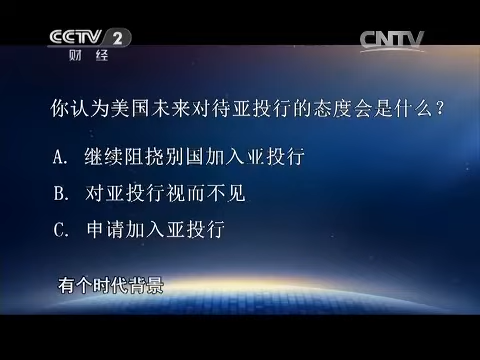 CCTV 2
财经
CNTV
你认为美国未来对待亚投行的态度会是什么？
A. 继续阻挠别国加入亚投行
B. 对亚投行视而不见
C. 申请加入亚投行
有个时代背景